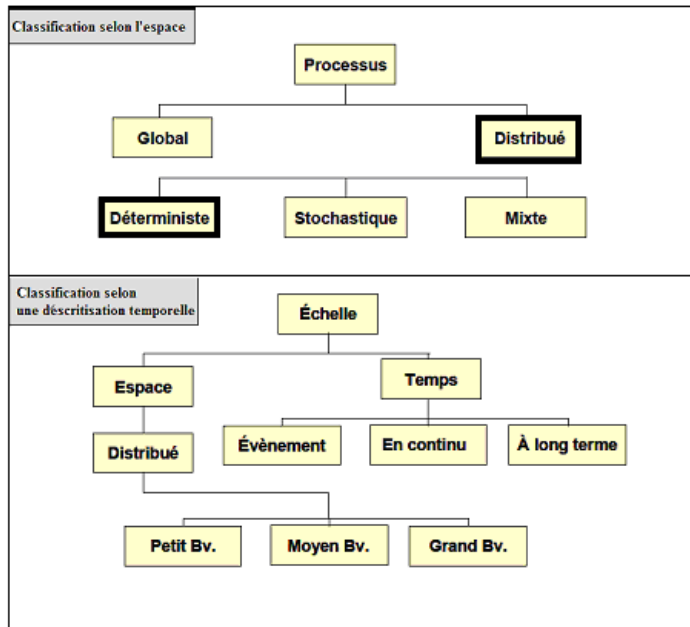 Classification selon l'espace
Processus
Global
Distribué
Déterministe
Stochastique
Mixte
Classification selon
une déscritisation temporelle
Échelle
Espace
Temps
Distribué
Évènement
En continu
À long terme
Petit Bv.
Moyen Bv.
Grand Bv.